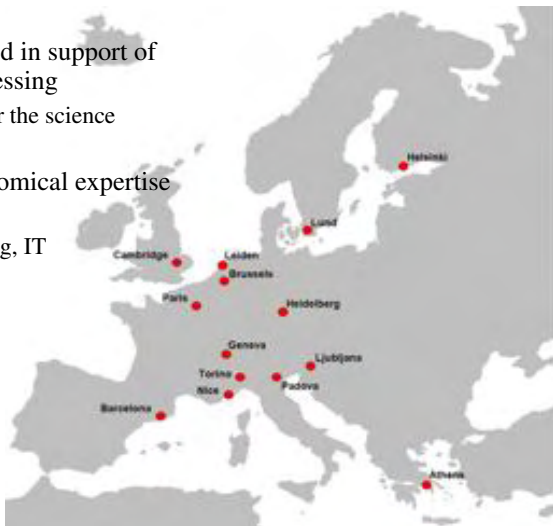 d in support of
essing
r the science
omical expertise
g, IT
Helsinki
Lund
Cambridge
Leiden
Brussels
Paris
Heidelberg
Geneva
Ljubljana
Torino
Padova
Nice
Barcelona
Athens